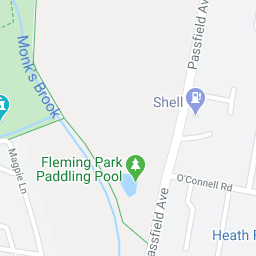 Monk's Brook
Passfield Ave
Shell
Magpie Ln
Fleming Park
Paddling Pool
O'Connell Rd
Passfield Ave
Heath